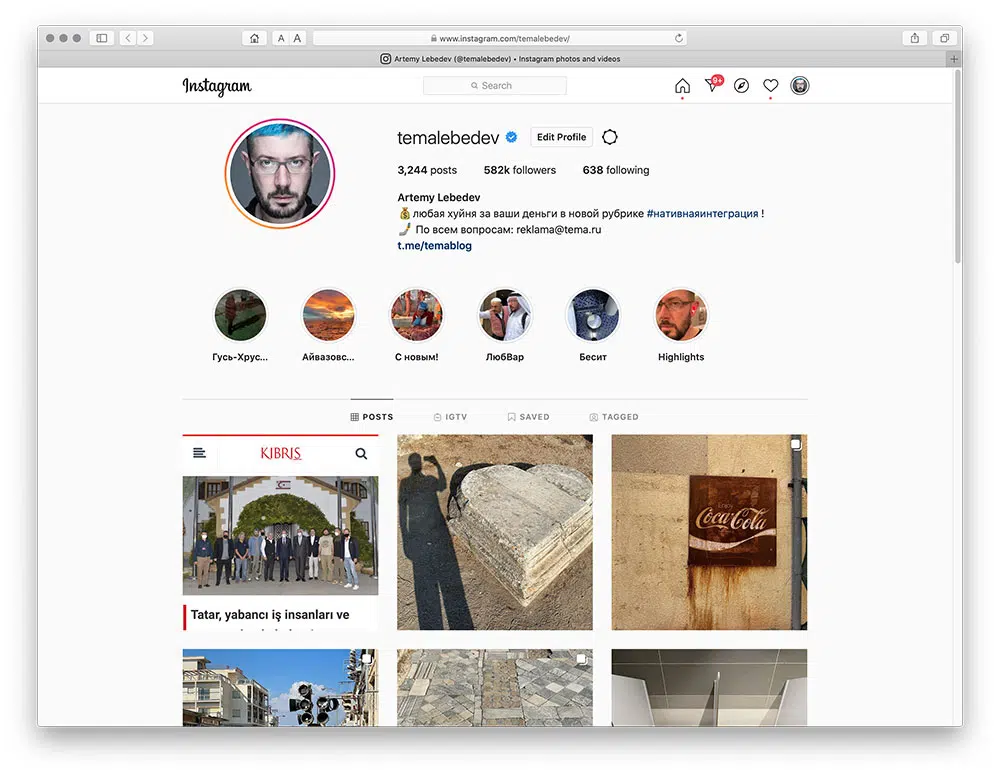 A A
www.instagram.com/temalebedev/
Artemy Lebedev (@temalebedev) • Instagram photos and videos
Instagram
Search
9+
temalebedev
Edit Profile
3,244 posts 582k followers 638 following
Artemy Lebedev
💰любая хуйня за ваши деньги в новой рубрике #нативнаяинтеграция !
🤳 По всем вопросам: reklama@tema.ru
t.me/temablog
Гусь-Хрус... Айвазовс... С новым! ЛюбВар Бесит Highlights
POSTS IGTV SAVED TAGGED
KIBRIS
Tatar, yabancı iş insanları ve
Enjoy
Coca-Cola